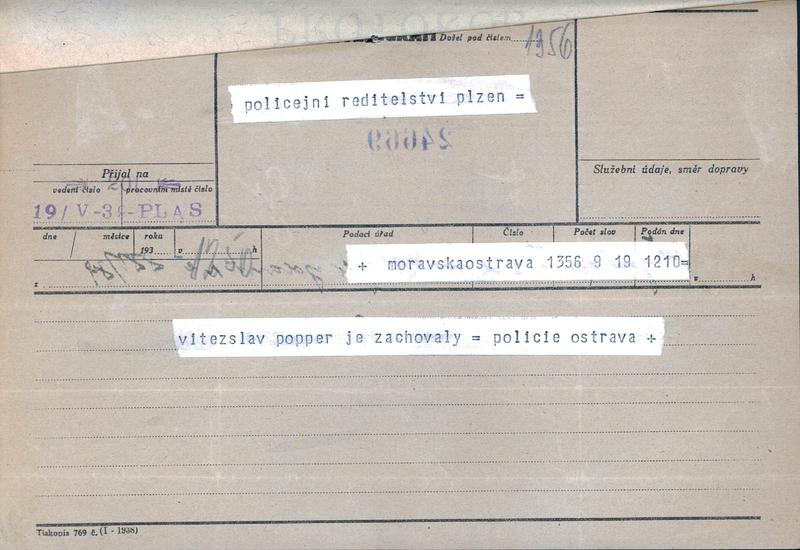 Došel pod číslem
1956
policejni reditelstvi plzen =
24669
Přijal na
vedení číslo pracovním místě číslo
19/V-38-PLAS
Služební údaje, směr dopravy
dne měsíce roku
193 v h
Podací úřad Číslo Počet slov Podán dne
+ moravskaostrava 1356 9 19 1210=
z v h
vitezslav popper je zachovaly = policie ostrava +
Tiskopis 769 č. (I - 1938)